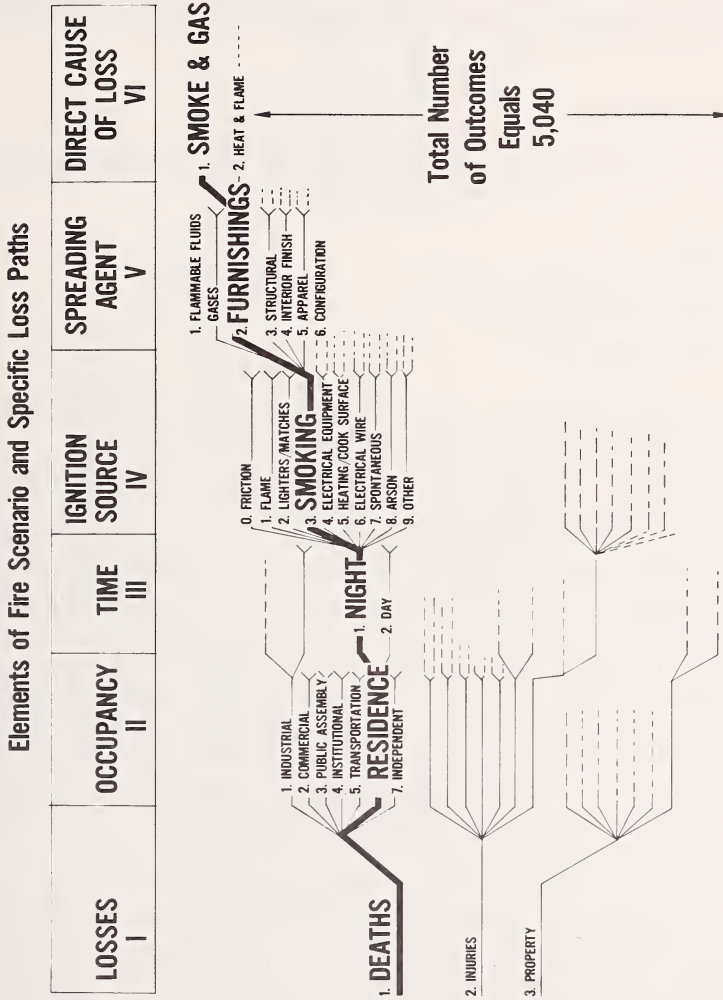 Elements of Fire Scenario and Specific Loss Paths
LOSSES
I
OCCUPANCY
II
TIME
III
IGNITION
SOURCE
IV
SPREADING
AGENT
V
DIRECT CAUSE
OF LOSS
VI
1. DEATHS
2. INJURIES
3. PROPERTY
1. INDUSTRIAL
2. COMMERCIAL
3. PUBLIC ASSEMBLY
4. INSTITUTIONAL
5. TRANSPORTATION
RESIDENCE
7. INDEPENDENT
1. NIGHT
2. DAY
0. FRICTION
1. FLAME
2. LIGHTERS/MATCHES
3. SMOKING
4. ELECTRICAL EQUIPMENT
5. HEATING/COOK SURFACE
6. ELECTRICAL WIRE
7. SPONTANEOUS
8. ARSON
9. OTHER
1. FLAMMABLE FLUIDS
GASES
2. FURNISHINGS
3. STRUCTURAL
4. INTERIOR FINISH
5. APPAREL
6. CONFIGURATION
1. SMOKE & GAS
2. HEAT & FLAME
Total Number
of Outcomes
Equals
5,040